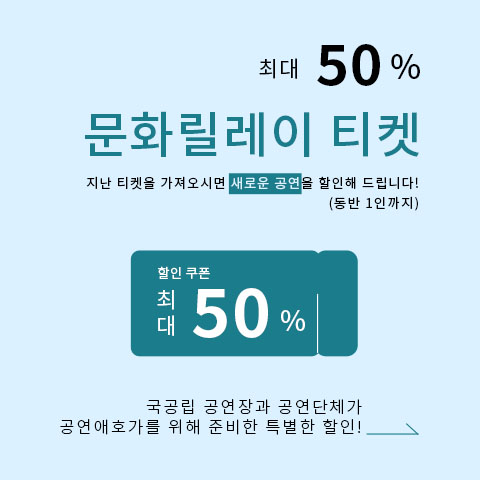 최대 50 %
문화릴레이 티켓
지난 티켓을 가져오시면 새로운 공연을 할인해 드립니다!
(동반 1인까지)
할인 쿠폰
최대 50 %
국공립 공연장과 공연단체가
공연애호가를 위해 준비한 특별한 할인!